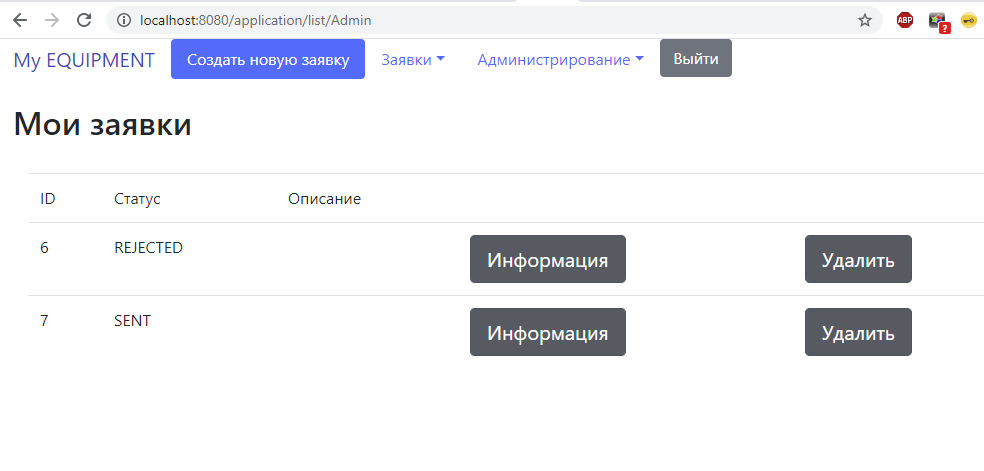 localhost:8080/application/list/Admin
ABP
?
My EQUIPMENT Создать новую заявку Заявки Администрирование Выйти
Мои заявки
ID Статус Описание
6 REJECTED Информация Удалить
7 SENT Информация Удалить